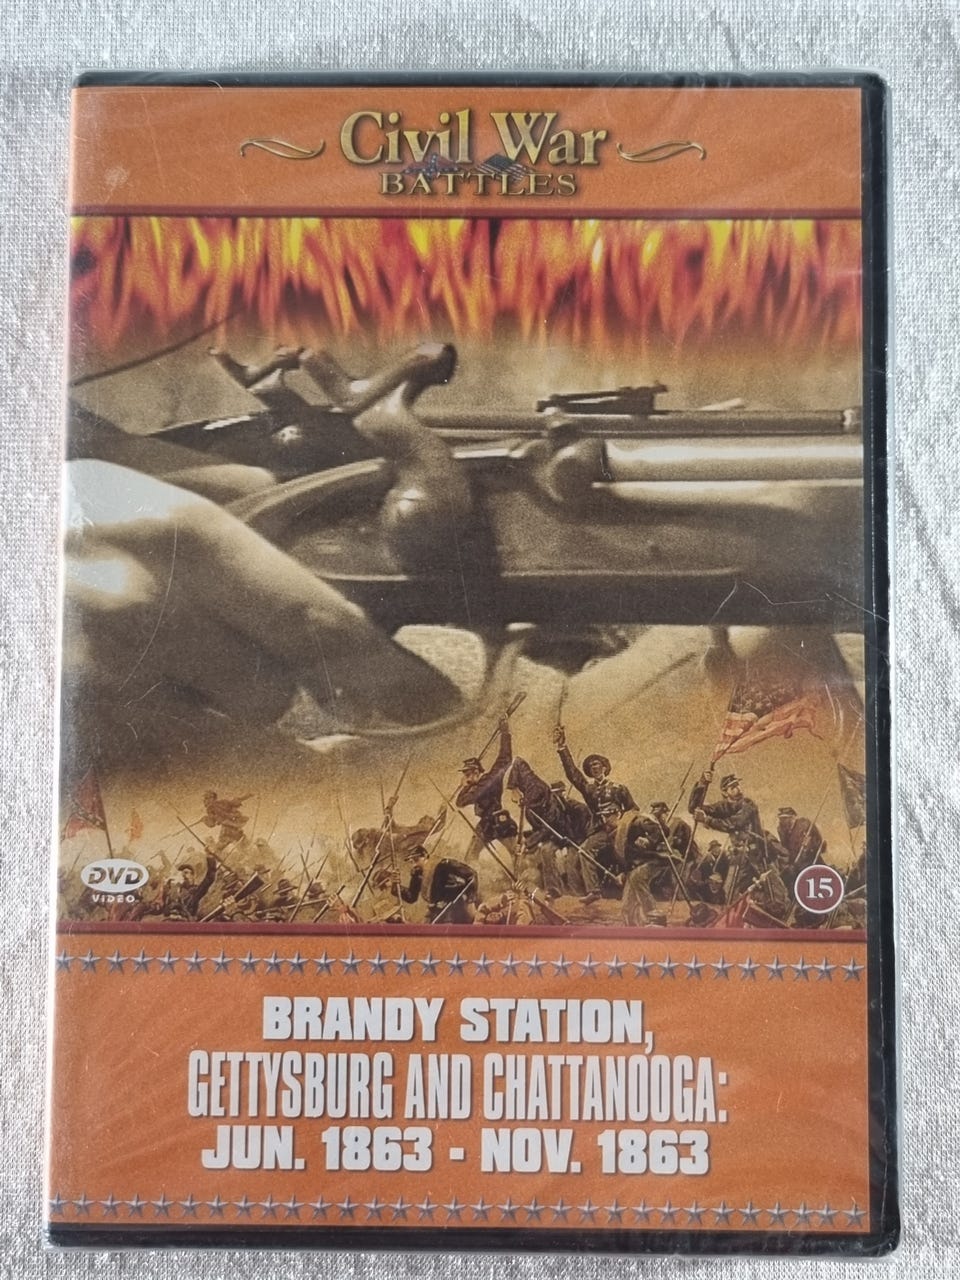 Civil War
BATTLES
DVD
VIDEO
15
BRANDY STATION,
GETTYSBURG AND CHATTANOOGA:
JUN. 1863 - NOV. 1863